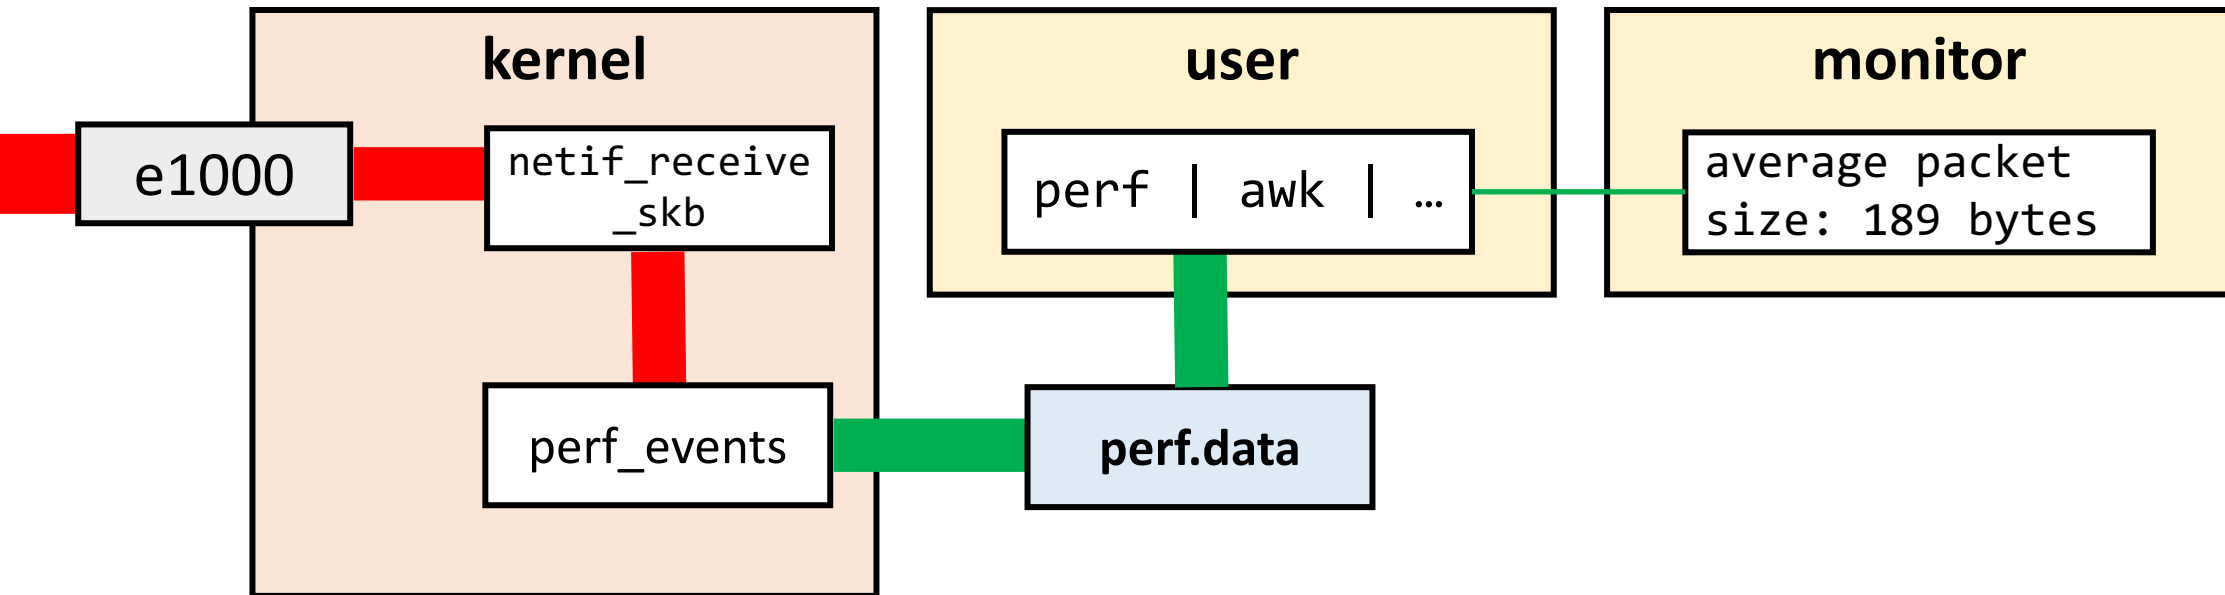 kernel
user
monitor
e1000
netif_receive
_skb
perf | awk | …
average packet
size: 189 bytes
perf_events
perf.data